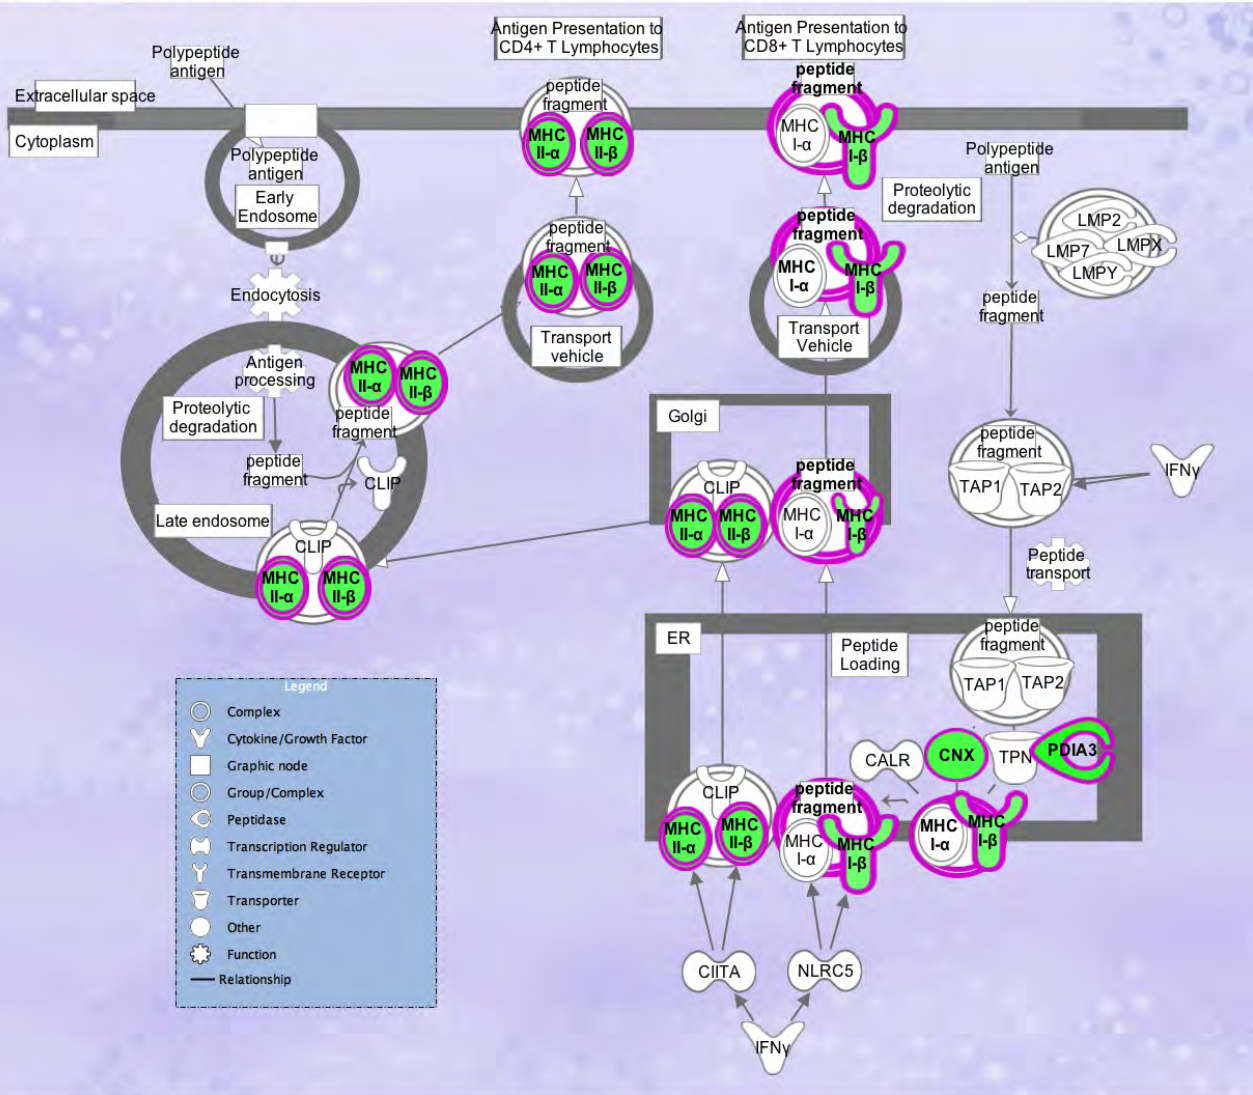 Antigen Presentation to
CD4+ T Lymphocytes
Antigen Presentation to
CD8+ T Lymphocytes
Polypeptide
antigen
Extracellular space
Cytoplasm
Polypeptide
antigen
Early
Endosome
Endocytosis
Antigen
processing
Proteolytic
degradation
peptide
fragment
Late endosome
MHC
II-α
MHC
II-β
peptide
fragment
CLIP
CLIP
MHC
II-α
MHC
II-β
peptide
fragment
MHC
II-α
MHC
II-β
peptide
fragment
MHC
II-α
MHC
II-β
Transport
vehicle
peptide
fragment
MHC
I-α
MHC
I-β
peptide
fragment
MHC
I-α
MHC
I-β
Transport
Vehicle
Proteolytic
degradation
Polypeptide
antigen
LMP2
LMP7
LMPX
LMPY
peptide
fragment
peptide
fragment
TAP1
TAP2
IFNγ
Peptide
transport
Golgi
CLIP
MHC
II-α
MHC
II-β
peptide
fragment
MHC
I-α
MHC
I-β
ER
Peptide
Loading
peptide
fragment
TAP1
TAP2
CALR
CNX
TPN
PDIA3
CLIP
MHC
II-α
MHC
II-β
peptide
fragment
MHC
I-α
MHC
I-β
MHC
I-α
MHC
I-β
CIITA
NLRC5
IFNγ
Legend
Complex
Cytokine/Growth Factor
Graphic node
Group/Complex
Peptidase
Transcription Regulator
Transmembrane Receptor
Transporter
Other
Function
Relationship